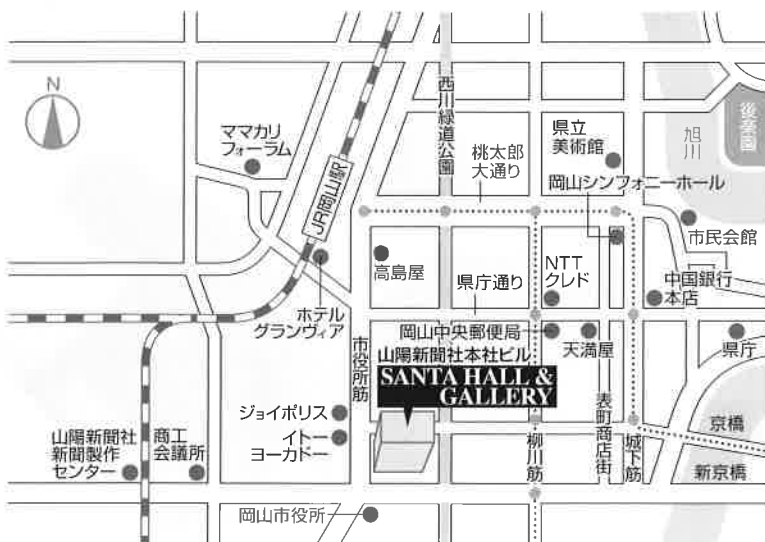 N
ママカリ
フォーラム
JR岡山駅
西川緑道公園
桃太郎
大通り
県立
美術館
岡山シンフォニーホール
旭川
後楽園
市民会館
高島屋
県庁通り
NTT
クレド
中国銀行
本店
ホテル
グランヴィア
市役所筋
岡山中央郵便局
天満屋
県庁
山陽新聞社本社ビル
SANTA HALL &
GALLERY
ジョイポリス
イトー
ヨーカドー
山陽新聞社
新聞製作
センター
商工
会議所
柳川筋
表町商店街
城下筋
京橋
新京橋
岡山市役所